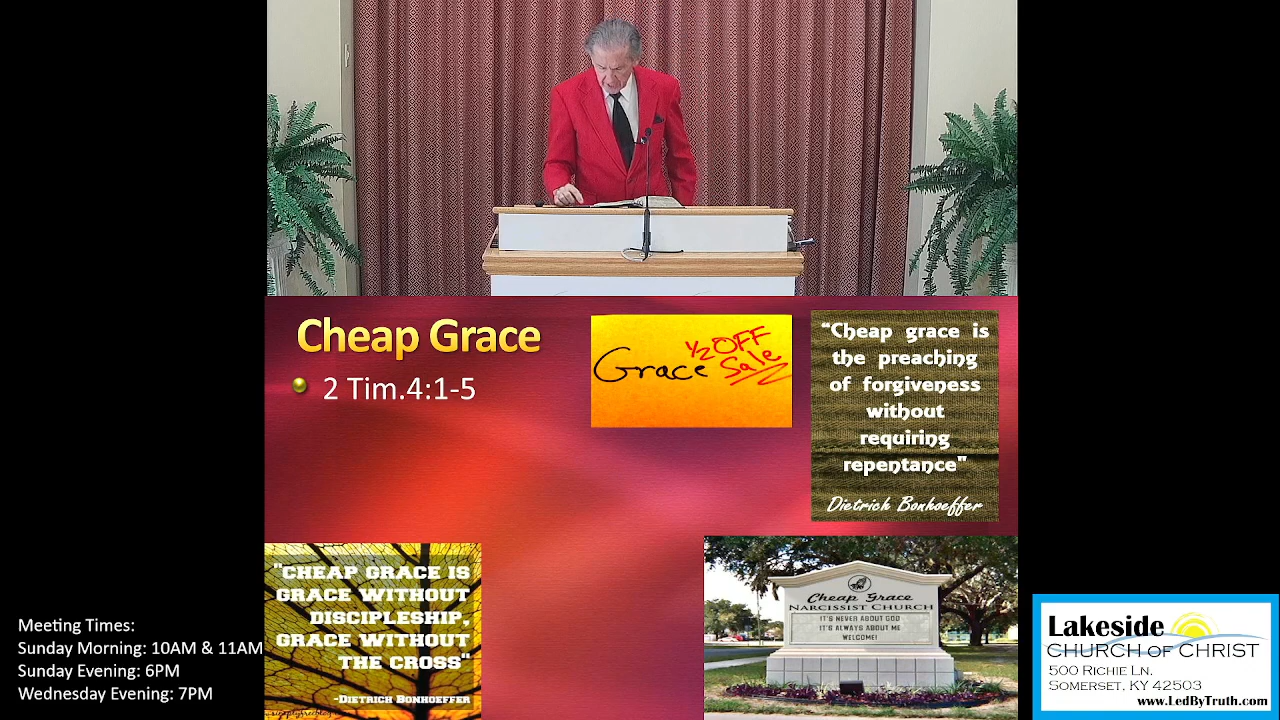 Cheap Grace
2 Tim.4:1-5
Grace ½ OFF
Sale
"Cheap grace is
the preaching
of forgiveness
without
requiring
repentance"
Dietrich Bonhoeffer
"CHEAP GRACE IS
GRACE WITHOUT
DISCIPLESHIP,
GRACE WITHOUT
THE CROSS"
-DIETRICH BONHOEFFER
Cheap Grace
NARCISSIST CHURCH
IT'S NEVER ABOUT GOD
IT'S ALWAYS ABOUT ME
WELCOME!
Meeting Times:
Sunday Morning: 10AM & 11AM
Sunday Evening: 6PM
Wednesday Evening: 7PM
Lakeside
CHURCH OF CHRIST
500 RICHIE LN.
SOMERSET, KY 42503
www.LedByTruth.com